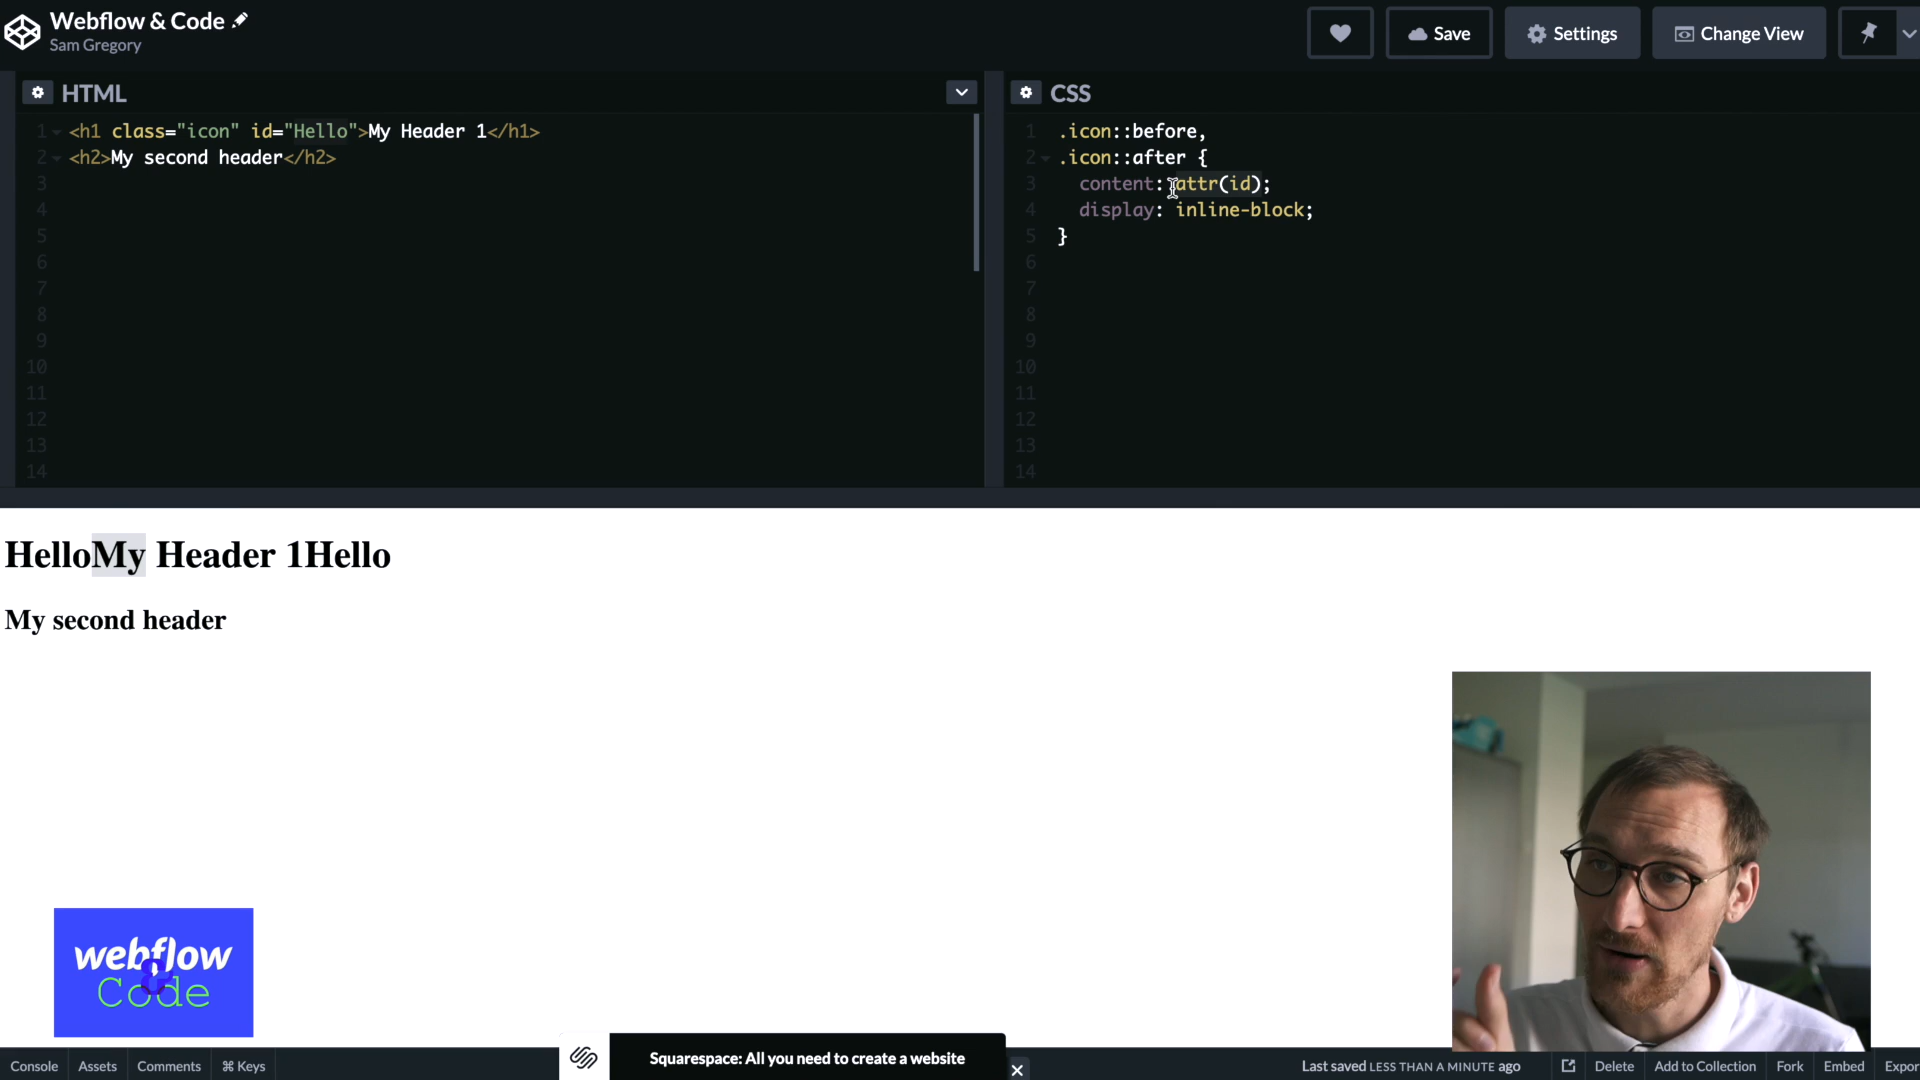 Webflow & Code
Sam Gregory
Save
Settings
Change View
HTML
1 <h1 class="icon" id="Hello">My Header 1</h1>
2 <h2>My second header</h2>
3
4
5
6
7
8
9
10
11
12
13
14
CSS
1 .icon::before,
2 .icon::after {
3 content: attr(id);
4 display: inline-block;
5 }
6
7
8
9
10
11
12
13
14
HelloMy Header 1Hello
My second header
webflow
&
Code
Squarespace: All you need to create a website
Console Assets Comments ⌘ Keys
Last saved LESS THAN A MINUTE ago
Delete Add to Collection Fork Embed Expor